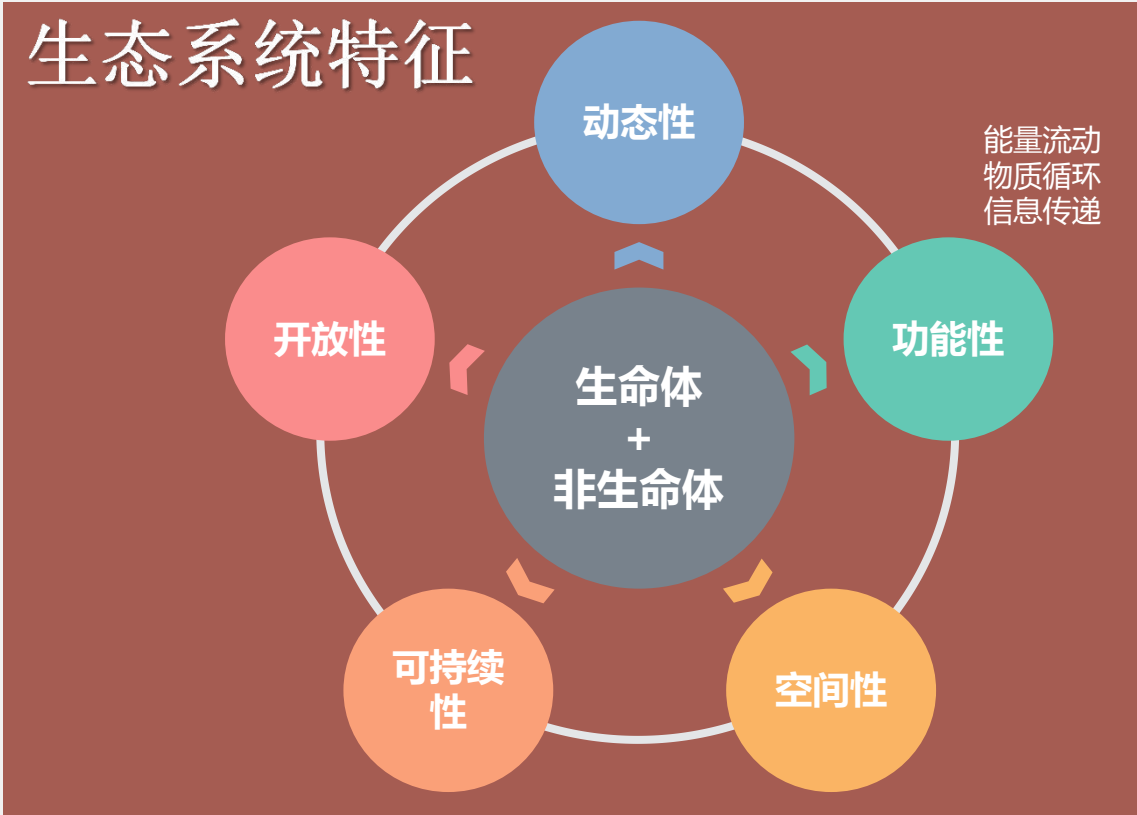 生态系统特征
动态性
能量流动
物质循环
信息传递
开放性
功能性
生命体
+
非生命体
可持续
性
空间性